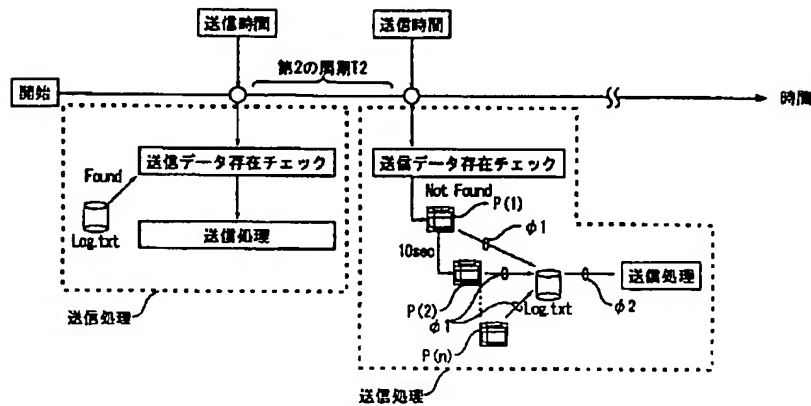 送信時間
送信時間
第2の周期T2
開始
時間
送信データ存在チェック
送信データ存在チェック
Found
Log.txt
送信処理
Not Found
P(1)
φ1
10sec
P(2)
φ1
Log.txt
φ2
送信処理
P(n)
送信処理
送信処理